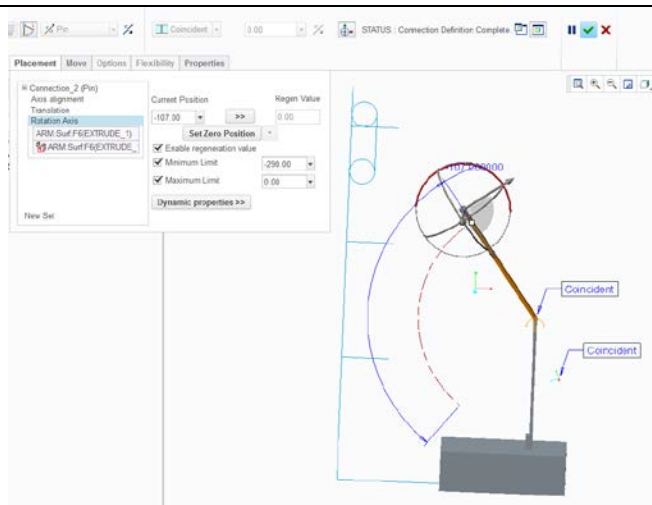 Pin
Coincident
3.00
STATUS : Connection Definition Complete
Placement Move Options Flexibility Properties
Connection_2 (Pin)
Axis alignment
Translation
Rotation Axis
ARM:Surf:F6(EXTRUDE_1)
ARM:Surf:F6(EXTRUDE_
New Set
Current Position
Regen Value
-107.00
>>
0.00
Set Zero Position
Enable regeneration value
Minimum Limit
-290.00
Maximum Limit
0.00
Dynamic properties >>
Coincident
Coincident